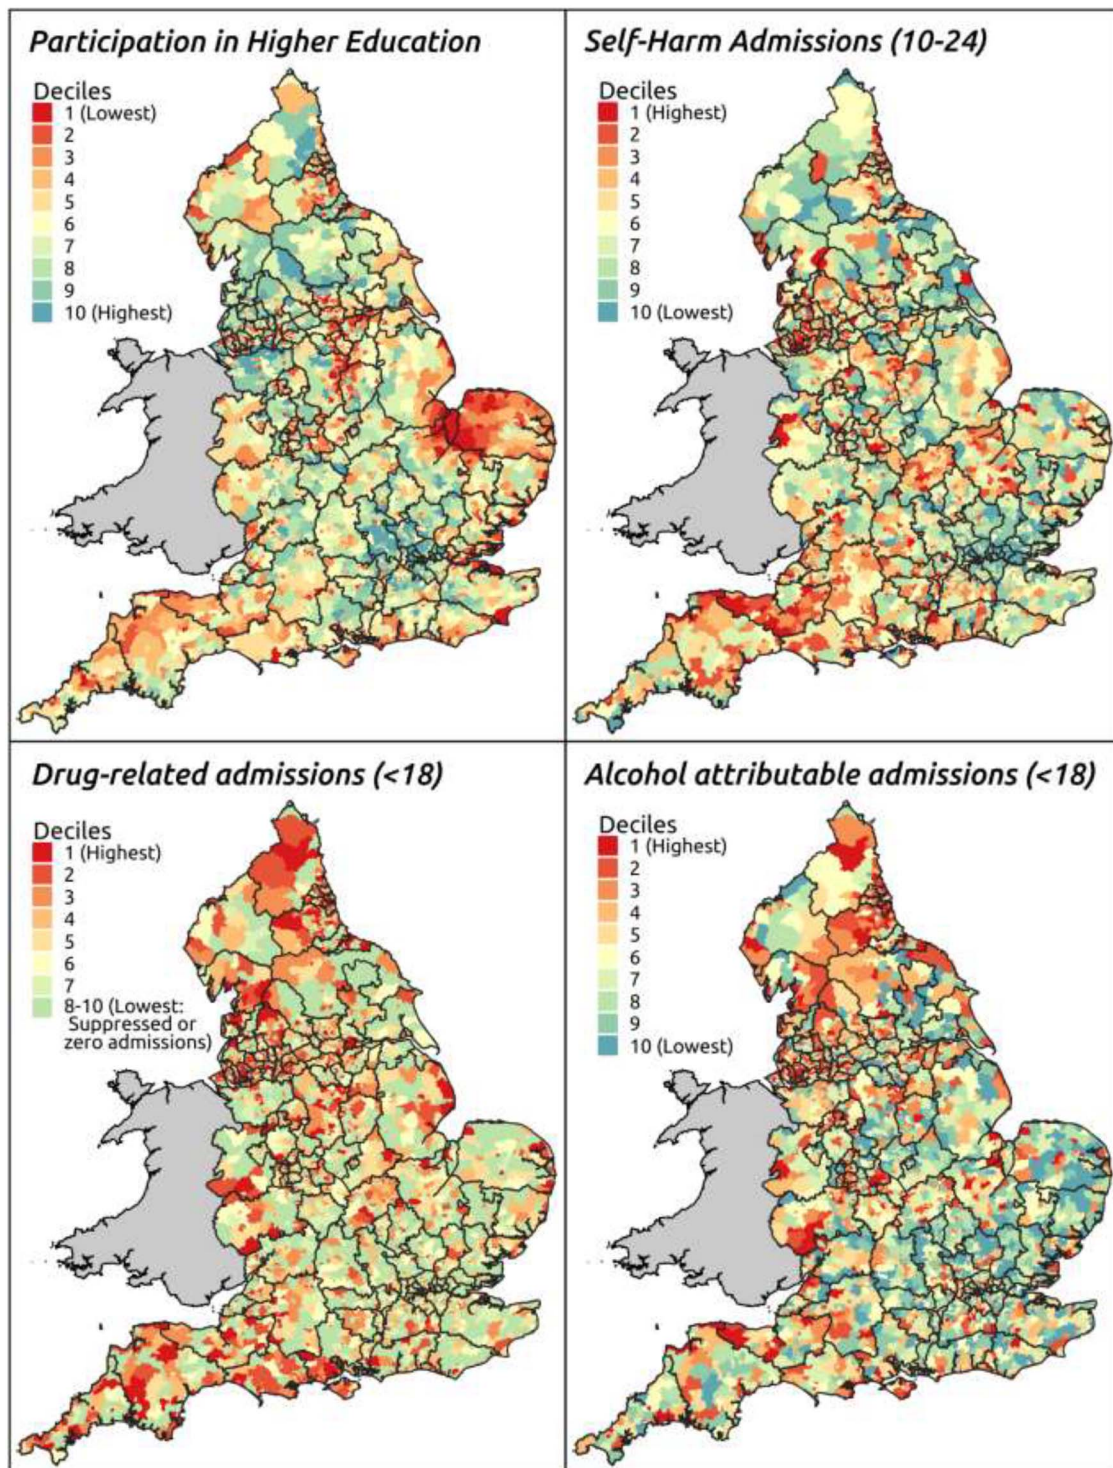 Participation in Higher Education
Deciles
1 (Lowest)
2
3
4
5
6
7
8
9
10 (Highest)
Self-Harm Admissions (10-24)
Deciles
1 (Highest)
2
3
4
5
6
7
8
9
10 (Lowest)
Drug-related admissions (<18)
Deciles
1 (Highest)
2
3
4
5
6
7
8-10 (Lowest:
Suppressed or
zero admissions)
Alcohol attributable admissions (<18)
Deciles
1 (Highest)
2
3
4
5
6
7
8
9
10 (Lowest)